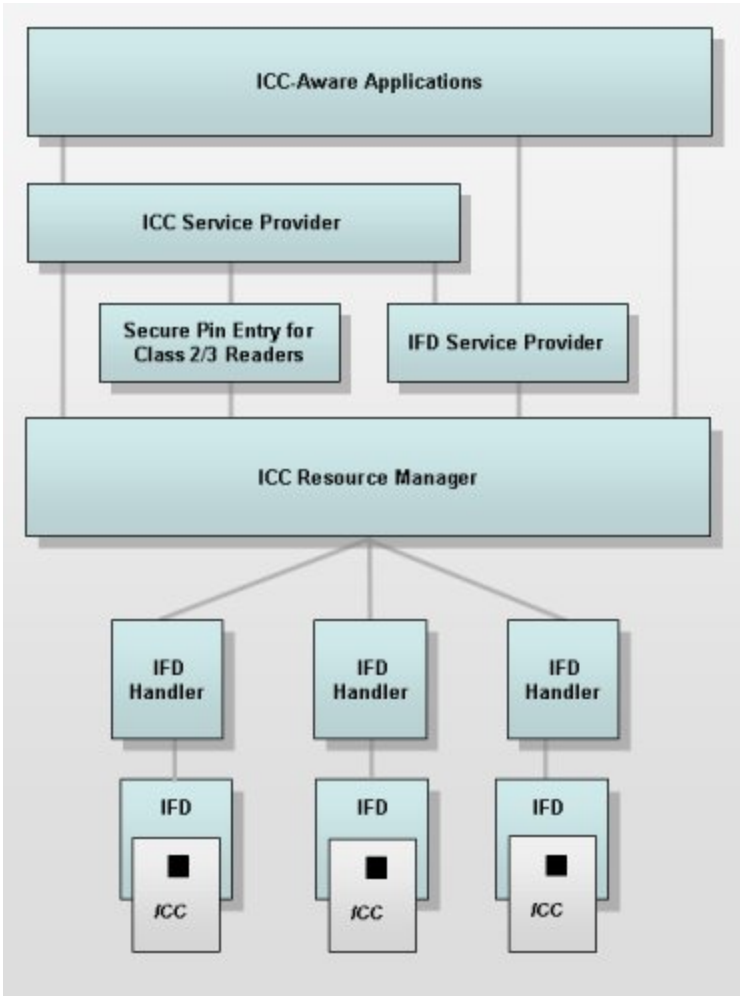 ICC-Aware Applications
ICC Service Provider
Secure Pin Entry for
Class 2/3 Readers
IFD Service Provider
ICC Resource Manager
IFD
Handler
IFD
Handler
IFD
Handler
IFD
IFD
IFD
ICC
ICC
ICC